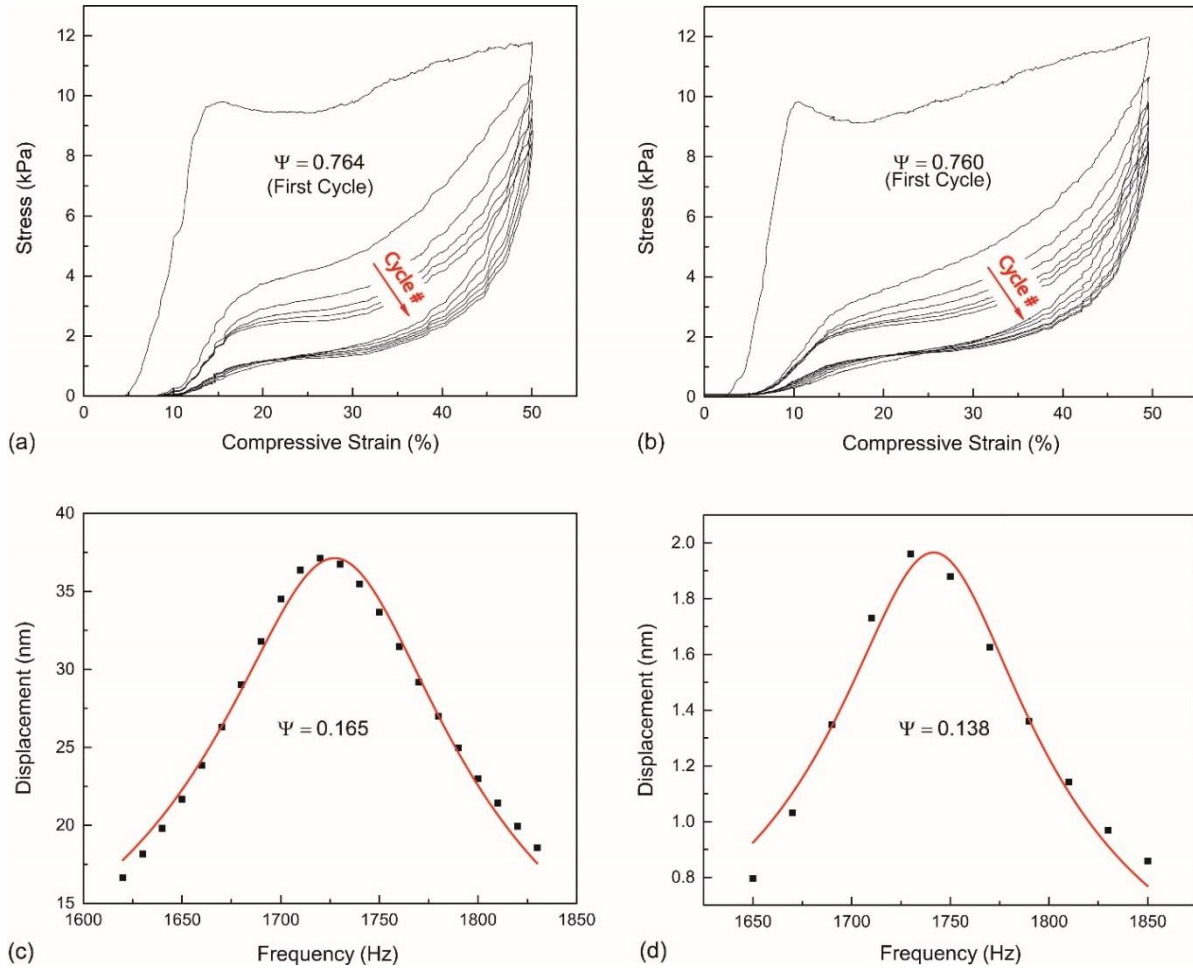 12
10
8
6
4
2
0
Stress (kPa)
Ψ = 0.764
(First Cycle)
Cycle #
0 10 20 30 40 50
Compressive Strain (%)
(a)
12
10
8
6
4
2
0
Stress (kPa)
Ψ = 0.760
(First Cycle)
Cycle #
0 10 20 30 40 50
Compressive Strain (%)
(b)
40
35
30
25
20
15
Displacement (nm)
Ψ = 0.165
1600 1650 1700 1750 1800 1850
Frequency (Hz)
(c)
2.0
1.8
1.6
1.4
1.2
1.0
0.8
Displacement (nm)
Ψ = 0.138
1650 1700 1750 1800 1850
Frequency (Hz)
(d)